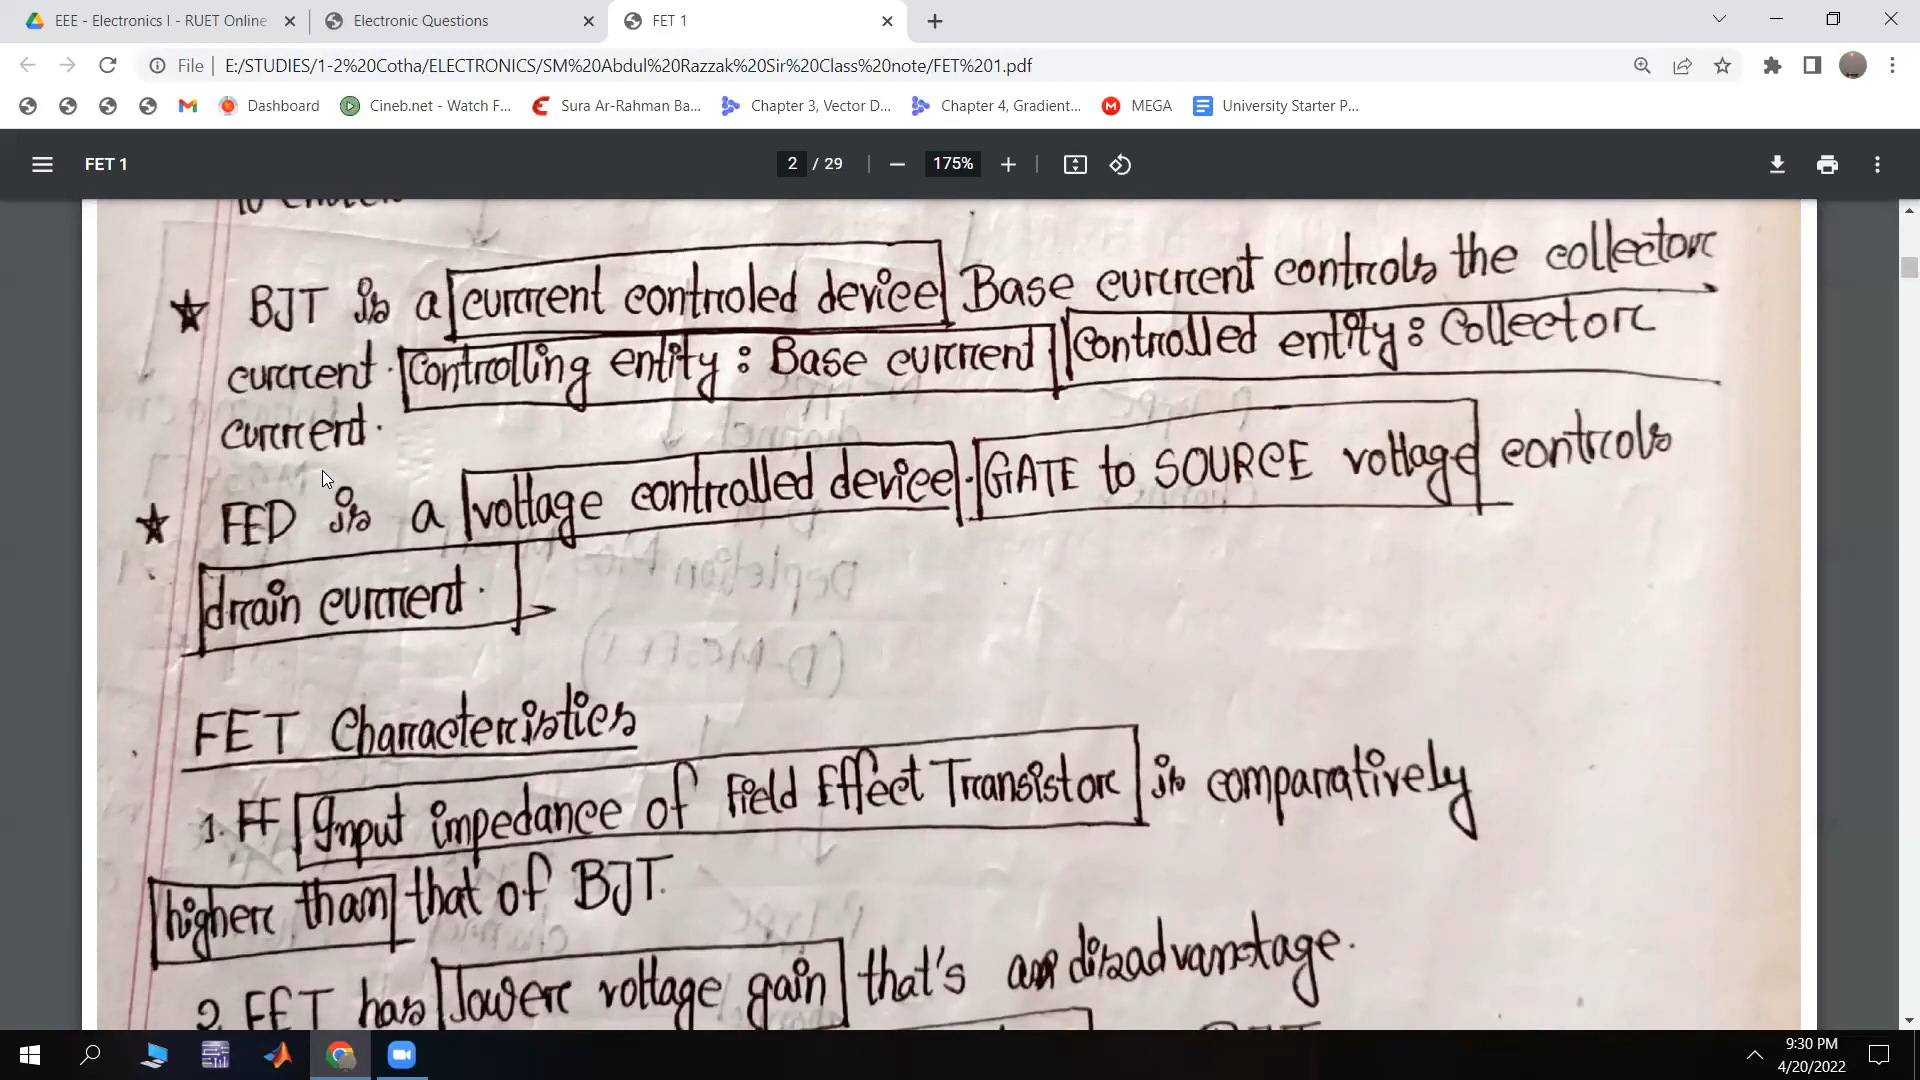 EEE - Electronics I - RUET Online
Electronic Questions
FET 1
File
E:/STUDIES/1-2%20Cotha/ELECTRONICS/SM%20Abdul%20Razzak%20Sir%20Class%20note/FET%201.pdf
Dashboard
Cineb.net - Watch F...
Sura Ar-Rahman Ba...
Chapter 3, Vector D...
Chapter 4, Gradient...
MEGA
University Starter P...
FET 1
2 / 29
175%
BJT is a current controled device Base current controls the collector
current. Controlling entity : Base current Controlled entity : Collector
current.
FED is a voltage controlled device. GATE to SOURCE voltage controls
drain current.
FET Characteristics
1. FF Input impedance of Field Effect Transistor is comparatively
higher than that of BJT.
2. FET has lower voltage gain that's a disadvantage.
9:30 PM
4/20/2022